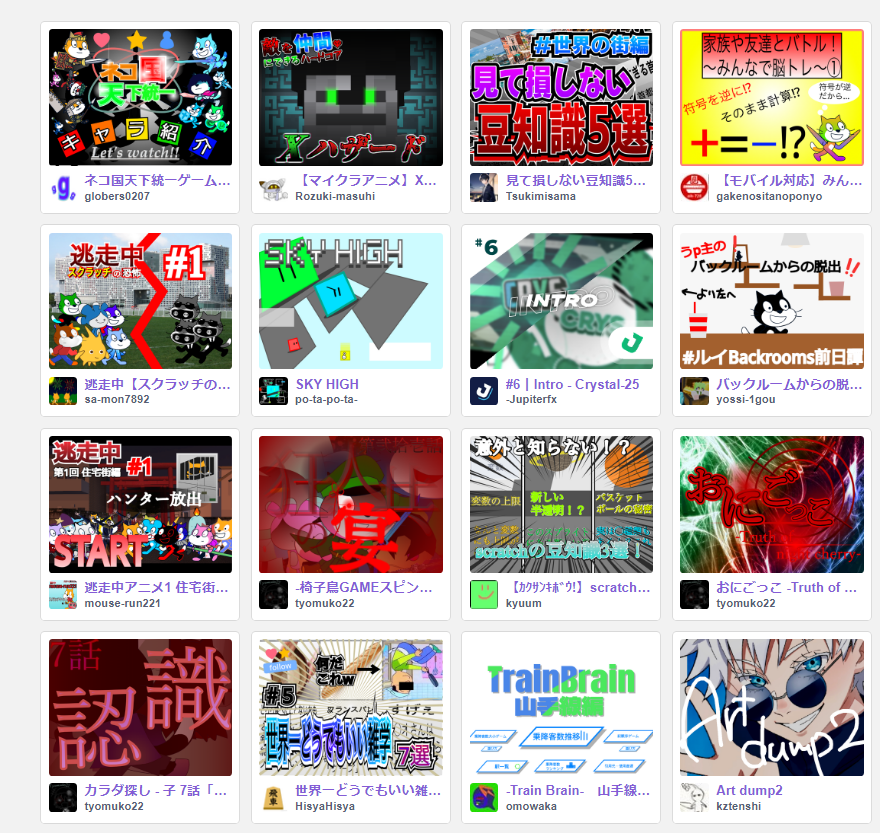 ネコ国
天下統一
キャラ紹介
Let's watch!!
ネコ国天下統一ゲーム...
globers0207
敵を仲間や
にできるハードコア
Xハザード
【マイクラアニメ】X...
Rozuki-masuhi
#世界の街編
見て損しない
豆知識5選
見て損しない豆知識5...
Tsukimisama
家族や友達とバトル!
~みんなで脳トレ~①
符号を逆に!?
そのまま計算!?
符号が逆
だから...
+=−!?
【モバイル対応】みん...
gakenositanoponyo
逃走中
スクラッチの恐怖
#1
逃走中【スクラッチの...
sa-mon7892
SKY HIGH
SKY HIGH
po-ta-po-ta-
#6
INTRO
CRYS
#6 | Intro - Crystal-25
-Jupiterfx
うp主の
バックルームからの脱出!!
←より左へ
#ルイBackrooms前日譚
バックルームからの脱...
yossi-1gou
逃走中
第1回 住宅街編
#1
ハンター放出
START
逃走中アニメ1 住宅街...
mouse-run221
宴
-椅子鳥GAMEスピン...
tyomuko22
意外と知らない!?
変数の上限
新しい
半透明!?
バスケット
ボールの秘密
scratchの豆知識3選!
【ｶｸｻﾝｷﾎﾞｳ!】scratch...
kyuum
おにごっこ
おにごっこ -Truth of ...
tyomuko22
7話
認識
カラダ探し - 子 7話「...
tyomuko22
follow
何だ
これw
#5
世界一どうでもいい雑学
7選
世界一どうでもいい雑...
HisyaHisya
TrainBrain
山手線編
乗降客数推移
-Train Brain-　山手線...
omowaka
Art
dump2
Art dump2
kztenshi